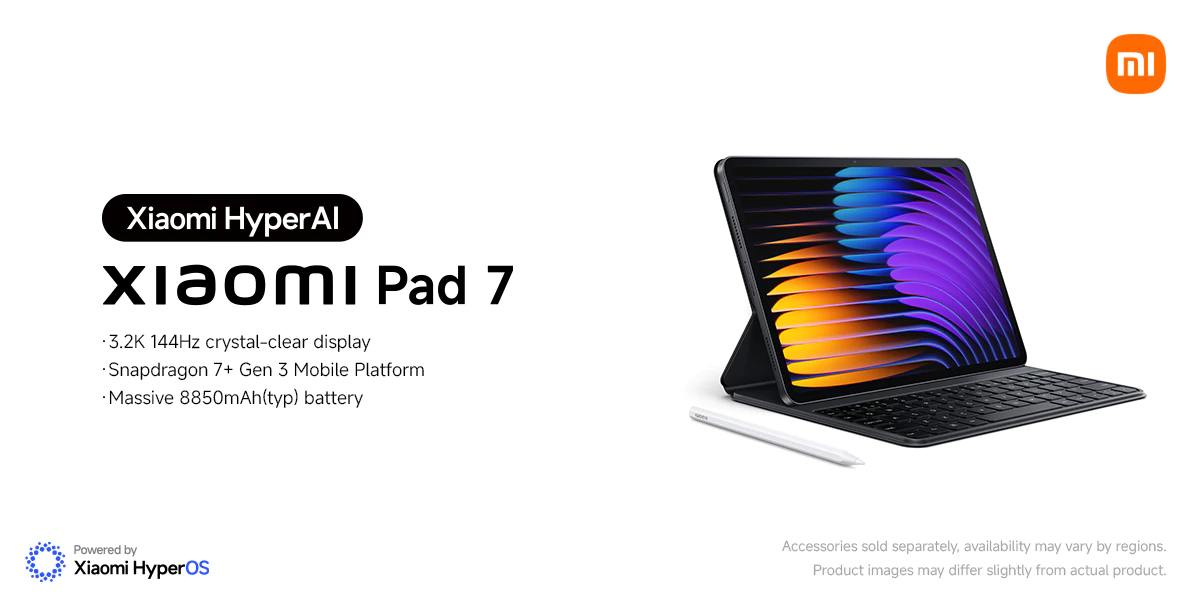 mi
Xiaomi HyperAI
xiaomi Pad 7
·3.2K 144Hz crystal-clear display
·Snapdragon 7+ Gen 3 Mobile Platform
·Massive 8850mAh(typ) battery
Powered by
Xiaomi HyperOS
Accessories sold separately, availability may vary by regions.
Product images may differ slightly from actual product.